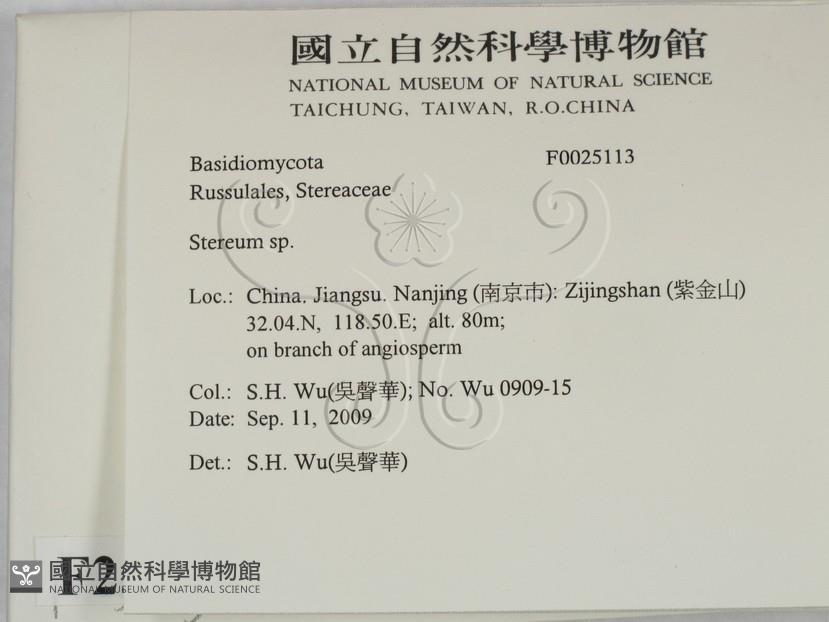 國立自然科學博物館
NATIONAL MUSEUM OF NATURAL SCIENCE
TAICHUNG, TAIWAN, R.O.CHINA
Basidiomycota F0025113
Russulales, Stereaceae
Stereum sp.
Loc.: China. Jiangsu. Nanjing (南京市): Zijingshan (紫金山)
32.04.N, 118.50.E; alt. 80m;
on branch of angiosperm
Col.: S.H. Wu(吳聲華); No. Wu 0909-15
Date: Sep. 11, 2009
Det.: S.H. Wu(吳聲華)
F2
國立自然科學博物館
NATIONAL MUSEUM OF NATURAL SCIENCE